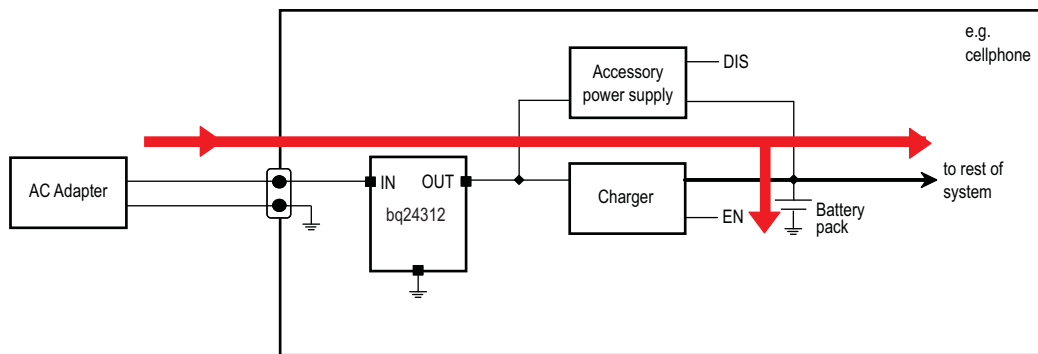 e.g.
cellphone
Accessory
power supply
DIS
AC Adapter
IN
OUT
bq24312
Charger
EN
to rest of
system
Battery
pack